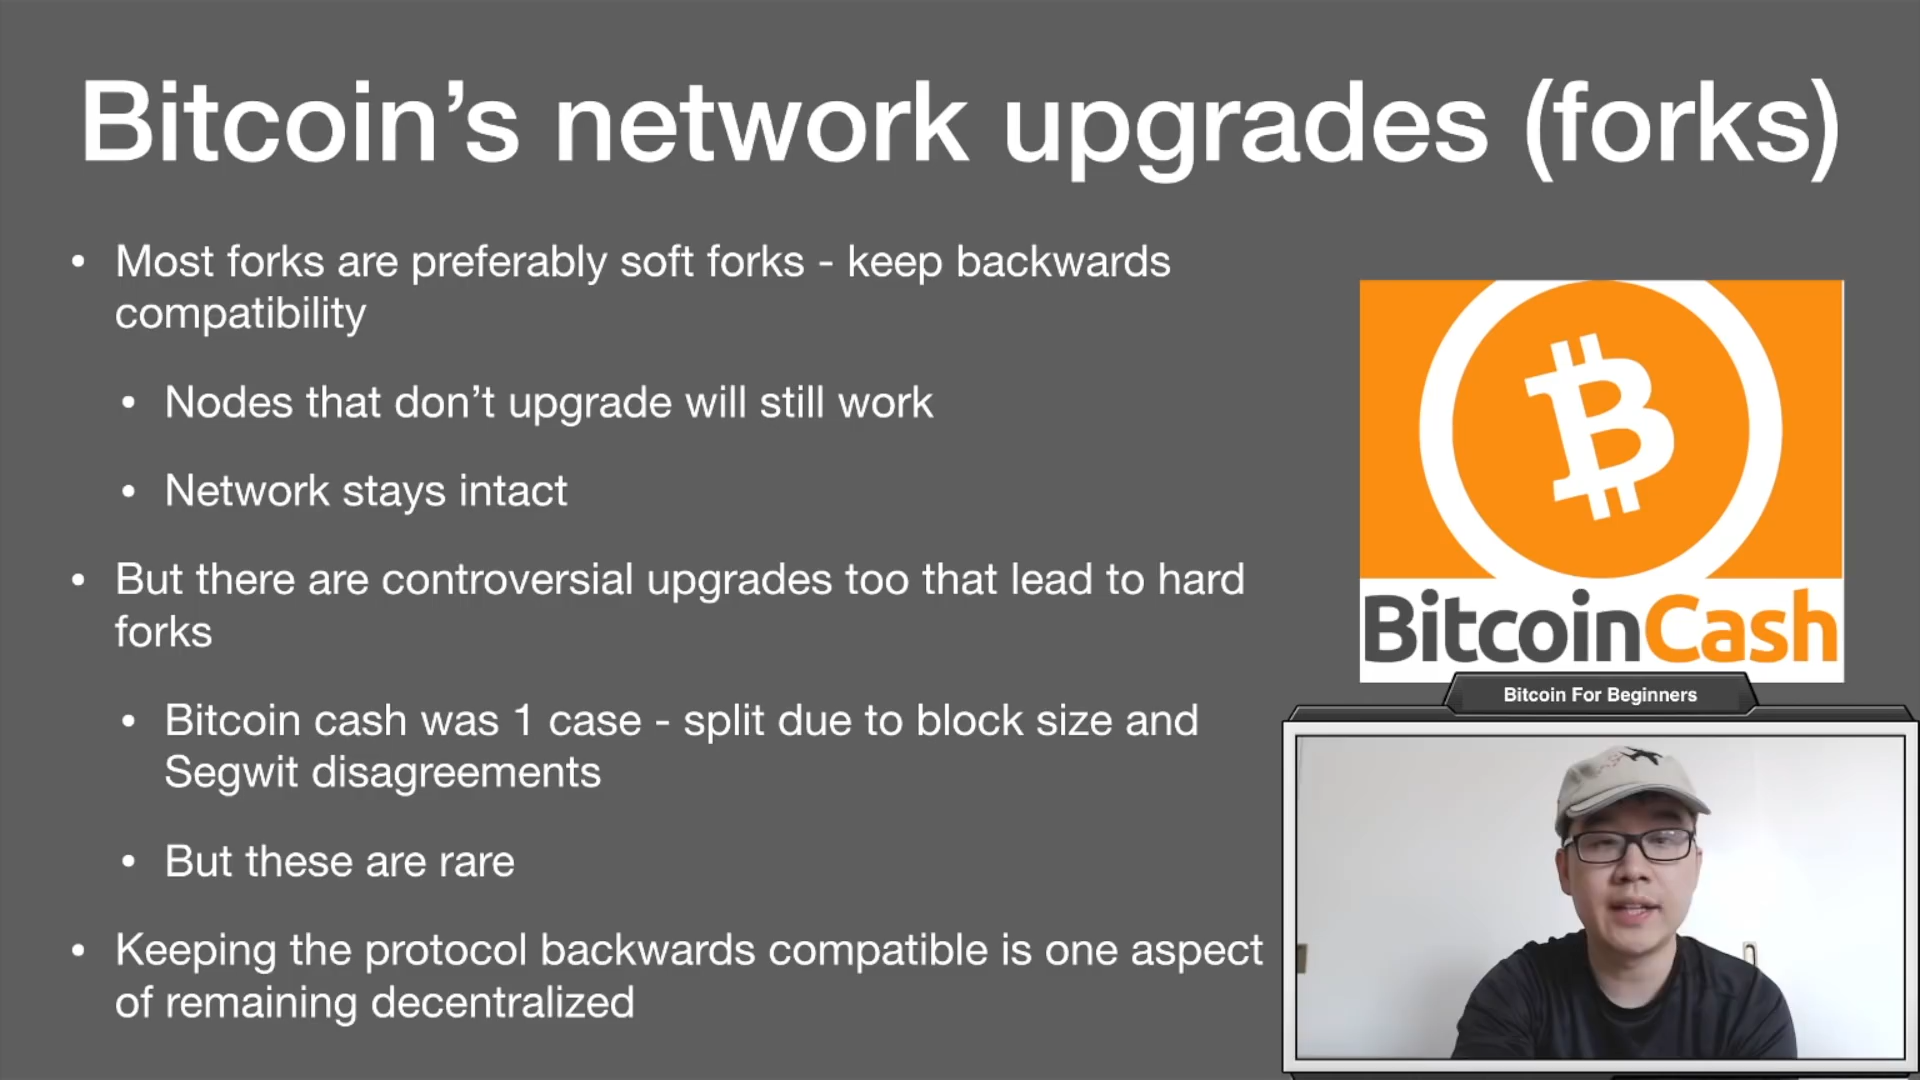 Bitcoin’s network upgrades (forks)
• Most forks are preferably soft forks - keep backwards
compatibility
• Nodes that don’t upgrade will still work
• Network stays intact
• But there are controversial upgrades too that lead to hard
forks
• Bitcoin cash was 1 case - split due to block size and
Segwit disagreements
• But these are rare
• Keeping the protocol backwards compatible is one aspect
of remaining decentralized
BitcoinCash
Bitcoin For Beginners